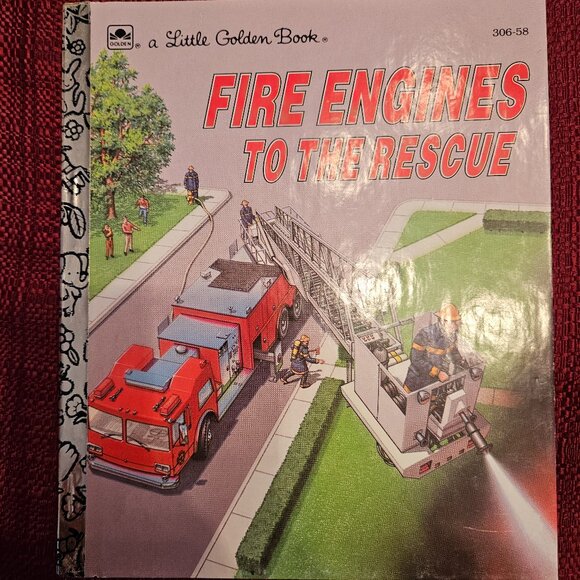 GOLDEN® a Little Golden Book®
306-58
FIRE ENGINES
TO THE RESCUE